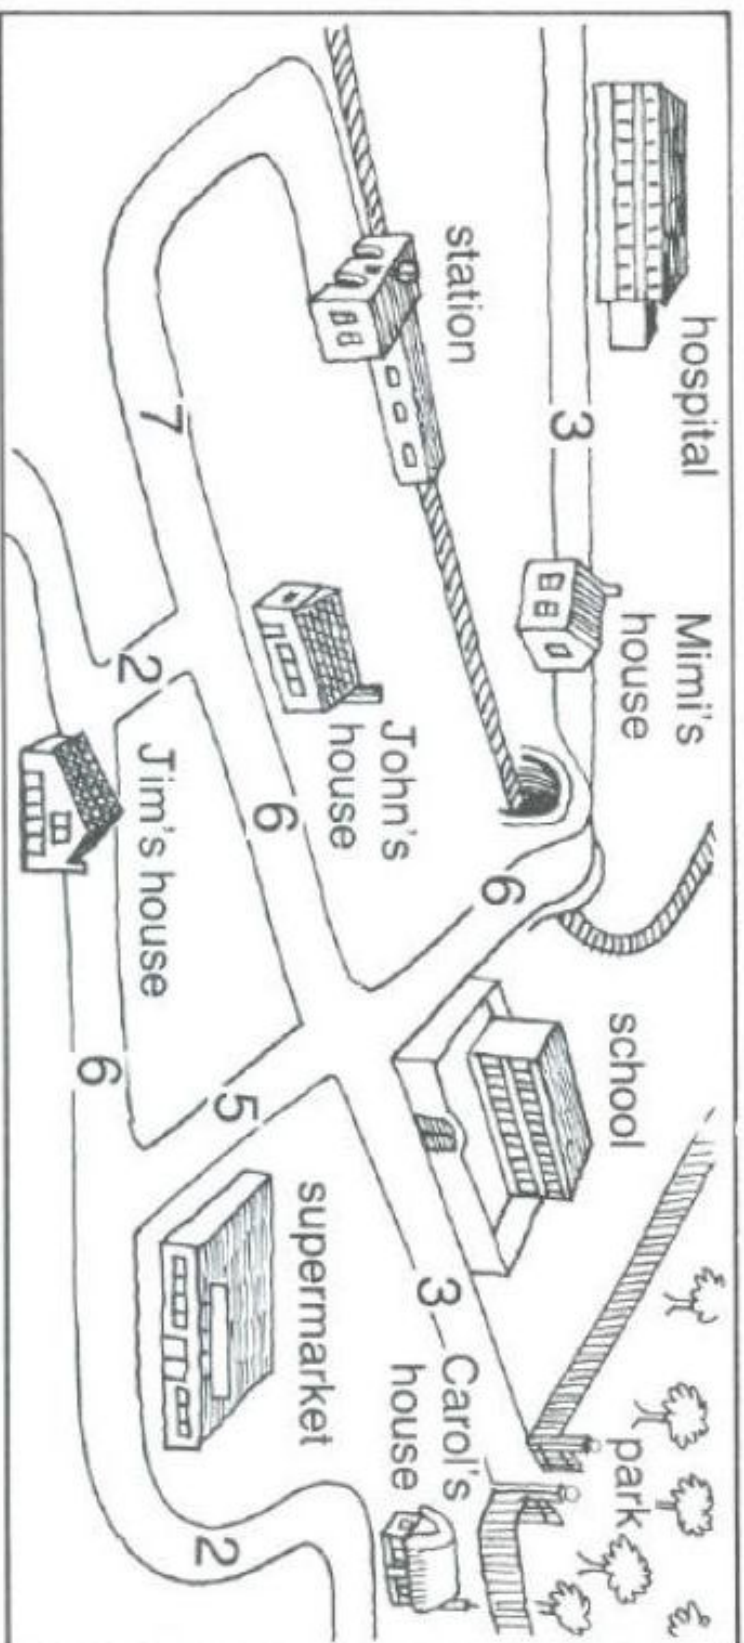 hospital
Mimi's
house
school
park
3
6
station
3
Carol's
house
John's
house
supermarket
6
5
2
7
2
Jim's house
6